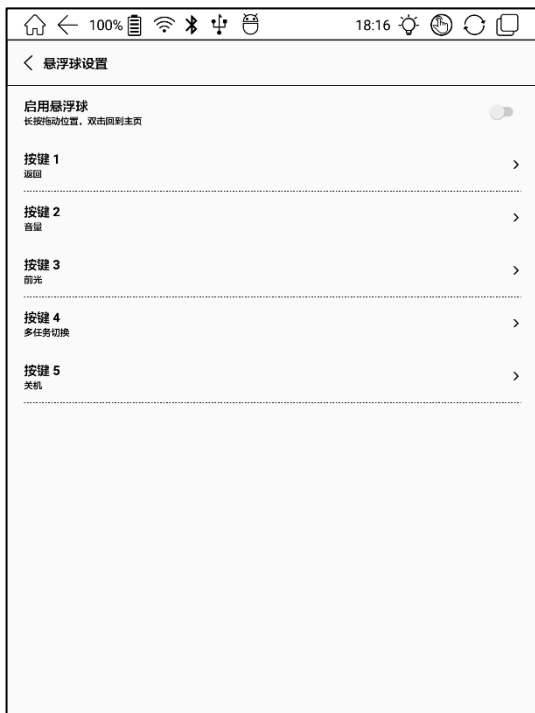 100% 18:16
悬浮球设置
启用悬浮球
长按拖动位置，双击回到主页
按键 1
返回
按键 2
音量
按键 3
前光
按键 4
多任务切换
按键 5
关机